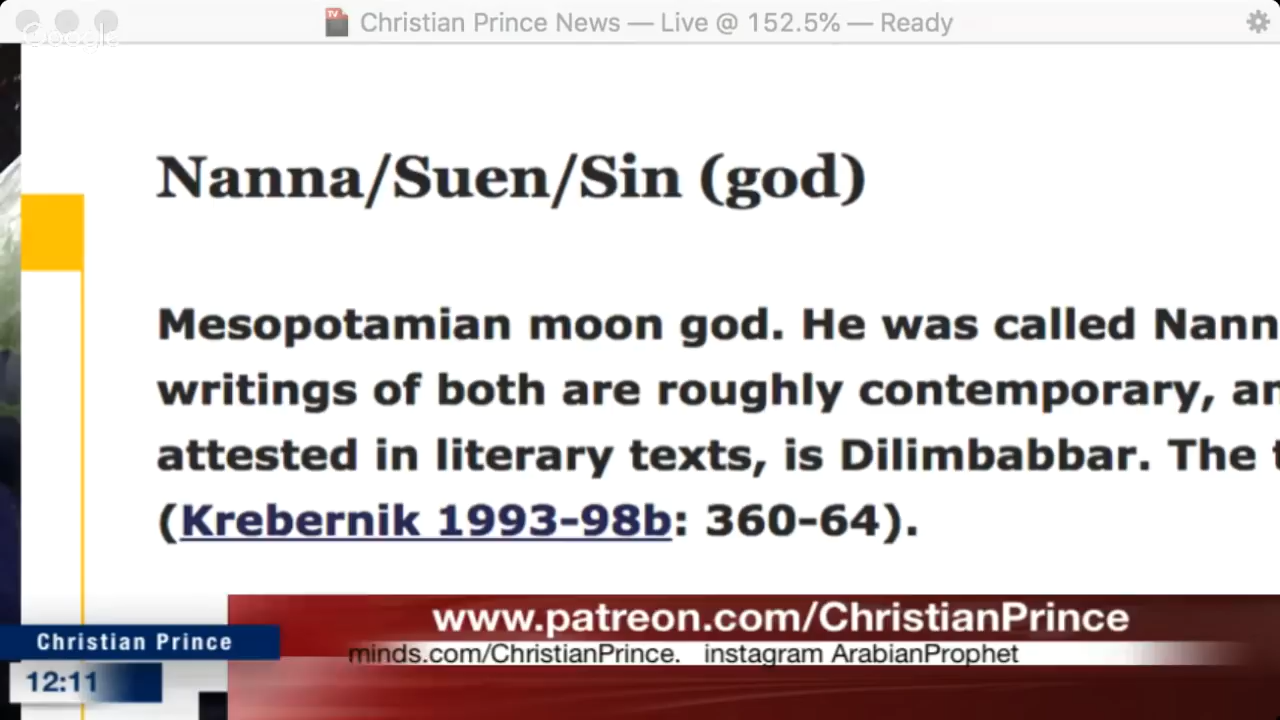 Christian Prince News — Live @ 152.5% — Ready
Google
Nanna/Suen/Sin (god)
Mesopotamian moon god. He was called Nann
writings of both are roughly contemporary, an
attested in literary texts, is Dilimbabbar. The t
(Krebernik 1993-98b: 360-64).
www.patreon.com/ChristianPrince
Christian Prince
minds.com/ChristianPrince. instagram ArabianProphet
12:11